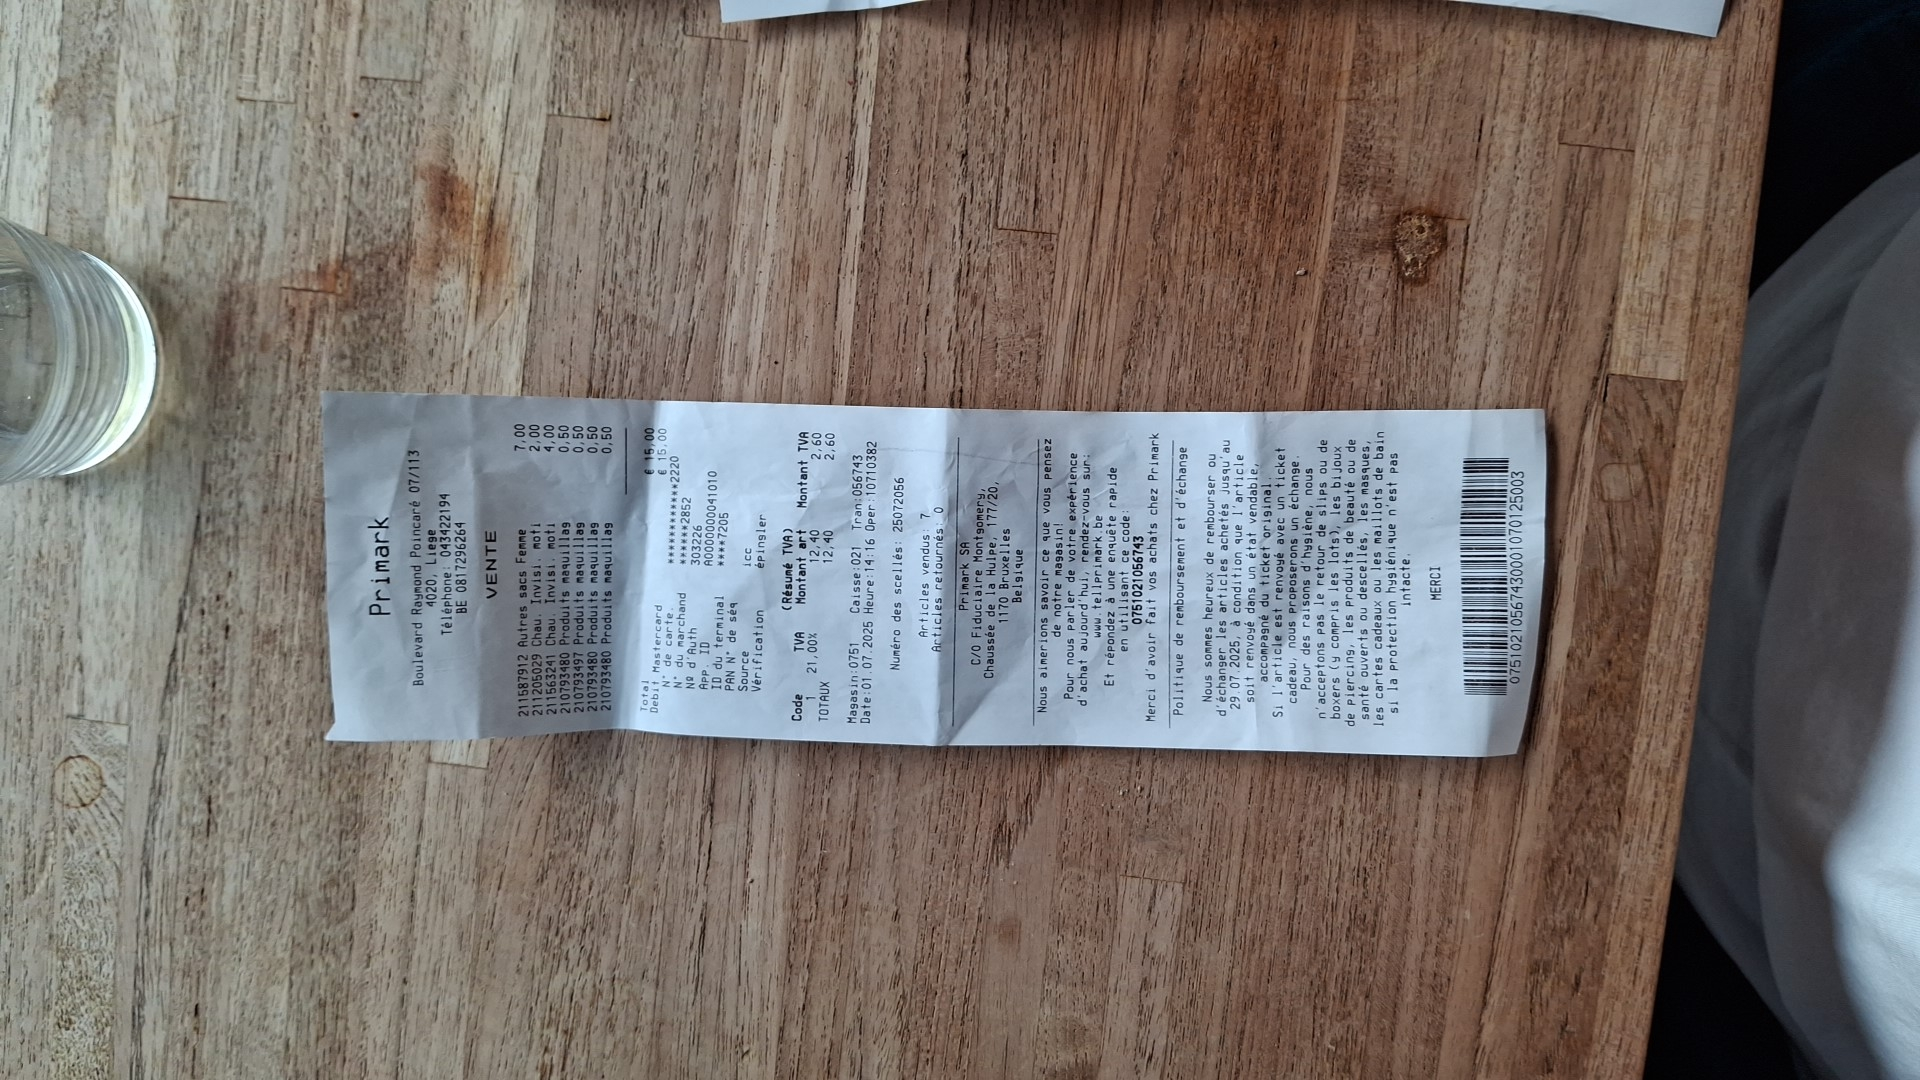 Primark
Boulevard Raymond Poincaré 07/113
4020, Liege
Téléphone: 043422194
BE 0817296264
VENTE
211587912 Autres sacs Femme 7,00
211205029 Chau. Invisi. moti 2,00
211563241 Chau. Invisi. moti 4,00
210793480 Produits maquillag 0,50
210793497 Produits maquillag 0,50
210793480 Produits maquillag 0,50
210793480 Produits maquillag 0,50
Total € 15,00
Debit Mastercard € 15,00
N° de carte. ************2220
N° du marchand ******2852
Nº d'Auth 303226
App. ID A0000000041010
ID du terminal ****7205
PAN N° de séq
Source icc
Vérification épingler
(Résumé TVA)
Code TVA Montant art Montant TVA
1 21,00% 12,40 2,60
TOTAUX 12,40 2,60
Magasin:0751 Caisse:021 Tran:056743
Date:01.07.2025 Heure:14:16 Oper:10710382
Numéro des scellés: 25072056
Articles vendus: 7
Articles retournés: 0
Primark SA
C/O Fiduciaire Montgomery,
Chaussée de la Hulpe, 177/20,
1170 Bruxelles
Belgique
Nous aimerions savoir ce que vous pensez
de notre magasin!
Pour nous parler de votre expérience
d'achat aujourd'hui, rendez-vous sur:
www.tellprimark.be
Et répondez à une enquête rapide
en utilisant ce code:
0751021056743
Merci d'avoir fait vos achats chez Primark
Politique de remboursement et d'échange
Nous sommes heureux de rembourser ou
d'échanger les articles achetés jusqu'au
29.07.2025, à condition que l'article
soit renvoyé dans un état vendable,
accompagné du ticket original.
Si l'article est renvoyé avec un ticket
cadeau, nous proposerons un échange.
Pour des raisons d'hygiène, nous
n'acceptons pas le retour de slips ou de
boxers (y compris les lots), les bijoux
de piercing, les produits de beauté ou de
santé ouverts ou descellés, les masques,
les cartes cadeaux ou les maillots de bain
si la protection hygiénique n'est pas
intacte.
MERCI
0751021056743000107012​5003